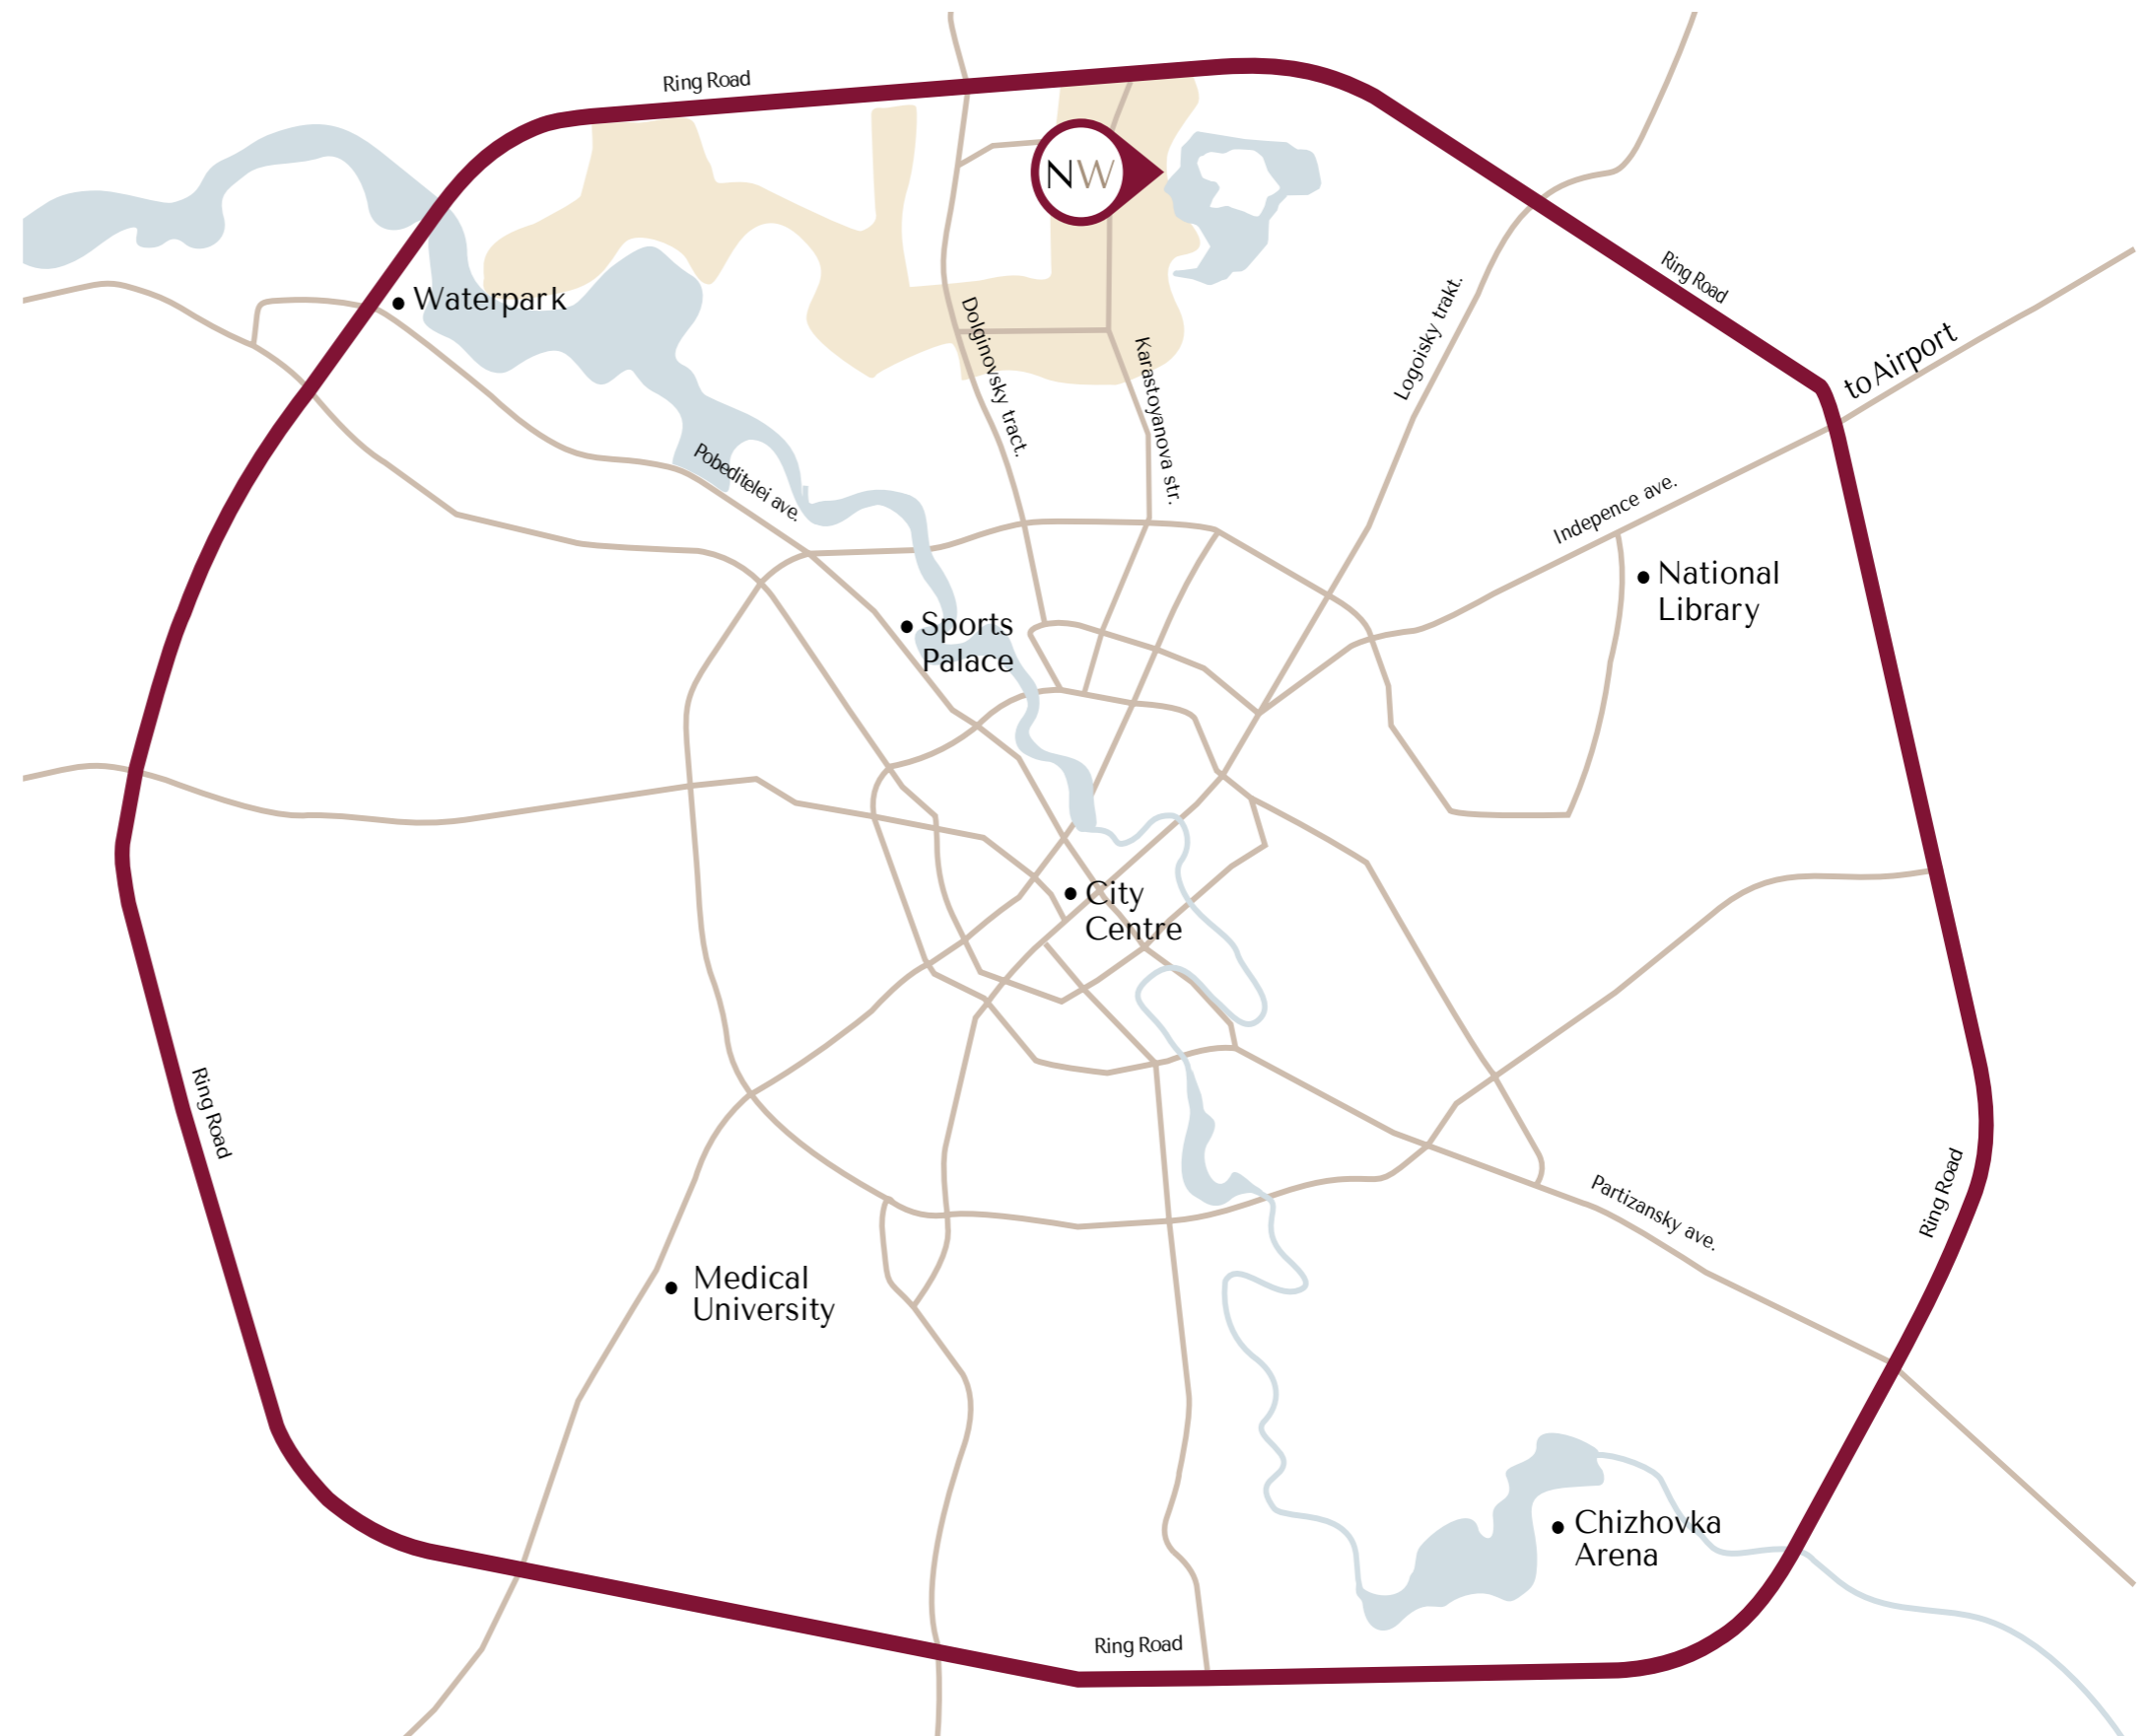 Ring Road
NW
Ring Road
Waterpark
Dolginovsky tract.
Karastoyanova str.
Logoisky trakt.
to Airport
Pobeditelei ave.
Indepence ave.
National
Library
Sports
Palace
City
Centre
Ring Road
Ring Road
Partizansky ave.
Medical
University
Chizhovka
Arena
Ring Road